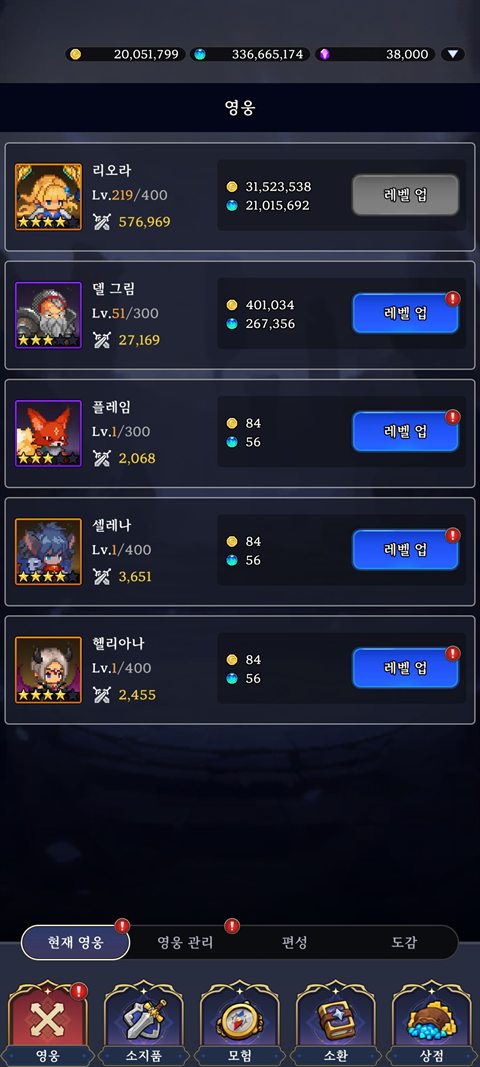 20,051,799 336,665,174 38,000
영웅
리오라
Lv.219/400
576,969
31,523,538
21,015,692
레벨 업
델 그림
Lv.51/300
27,169
401,034
267,356
레벨 업
플레임
Lv.1/300
2,068
84
56
레벨 업
셀레나
Lv.1/400
3,651
84
56
레벨 업
헬리아나
Lv.1/400
2,455
84
56
레벨 업
현재 영웅 영웅 관리 편성 도감
영웅 소지품 모험 소환 상점